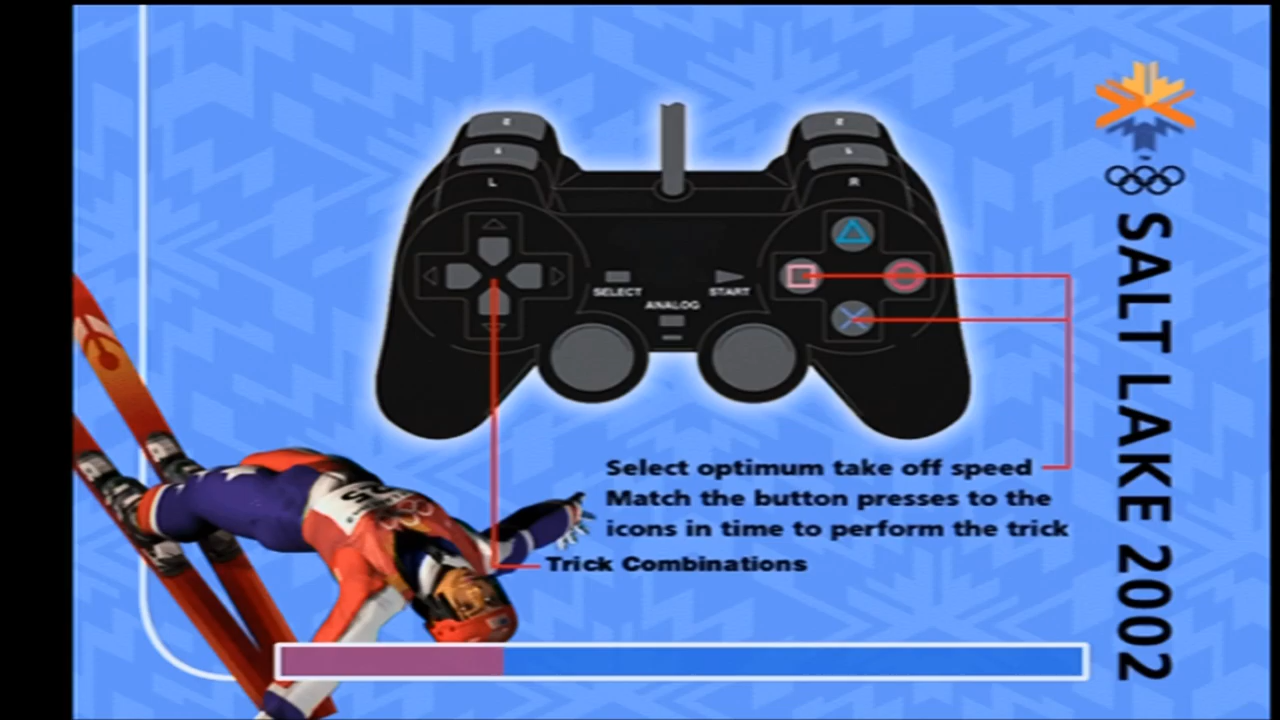 L
R
SELECT
START
ANALOG
Select optimum take off speed
Match the button presses to the
icons in time to perform the trick
Trick Combinations
SALT LAKE 2002